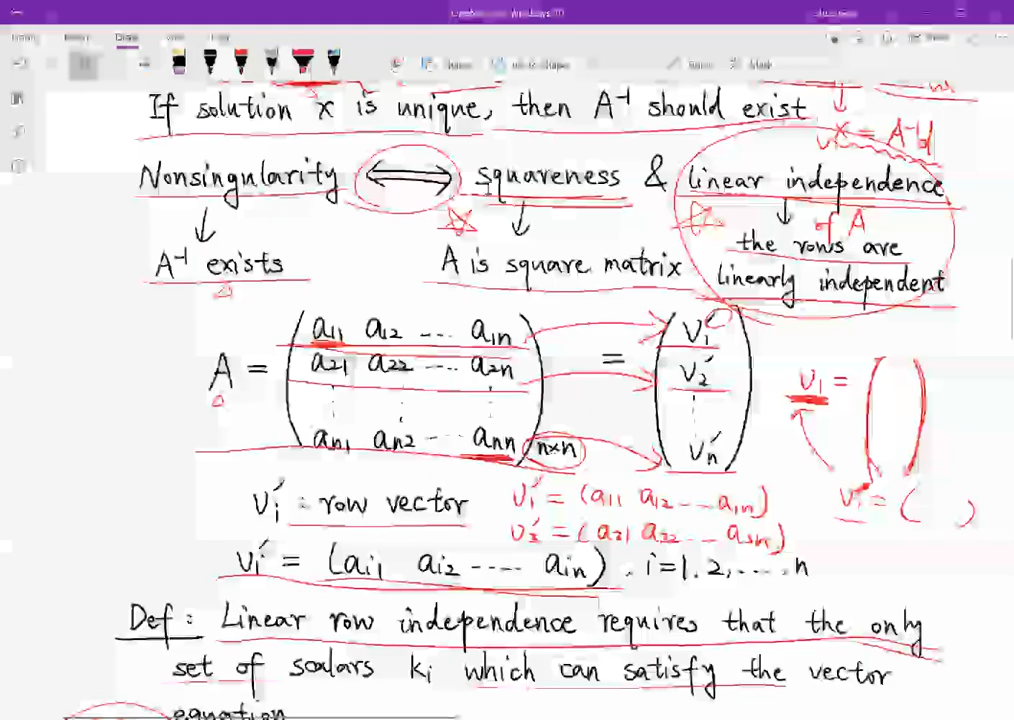 If solution x is unique, then A⁻¹ should exist
x = A⁻¹d
Nonsingularity ⟺ squareness & linear independence
of A
↓ ↓ ↓ the rows are
A⁻¹ exists A is square matrix linearly independent
A = ( a11 a12 ---- a1n ) = ( v1′ )
a21 a22 ---- a2n v2′ v1 = ( )
an1 an2 ---- ann n×n vn′
v1′ = ( )
vi′ : row vector v1′ = (a11 a12 ---- a1n)
v2′ = (a21 a22 ---- a2n)
vi′ = (ai1 ai2 ---- ain) , i=1, 2, .... n
Def : Linear row independence requires that the only
set of scalars ki which can satisfy the vector
equation